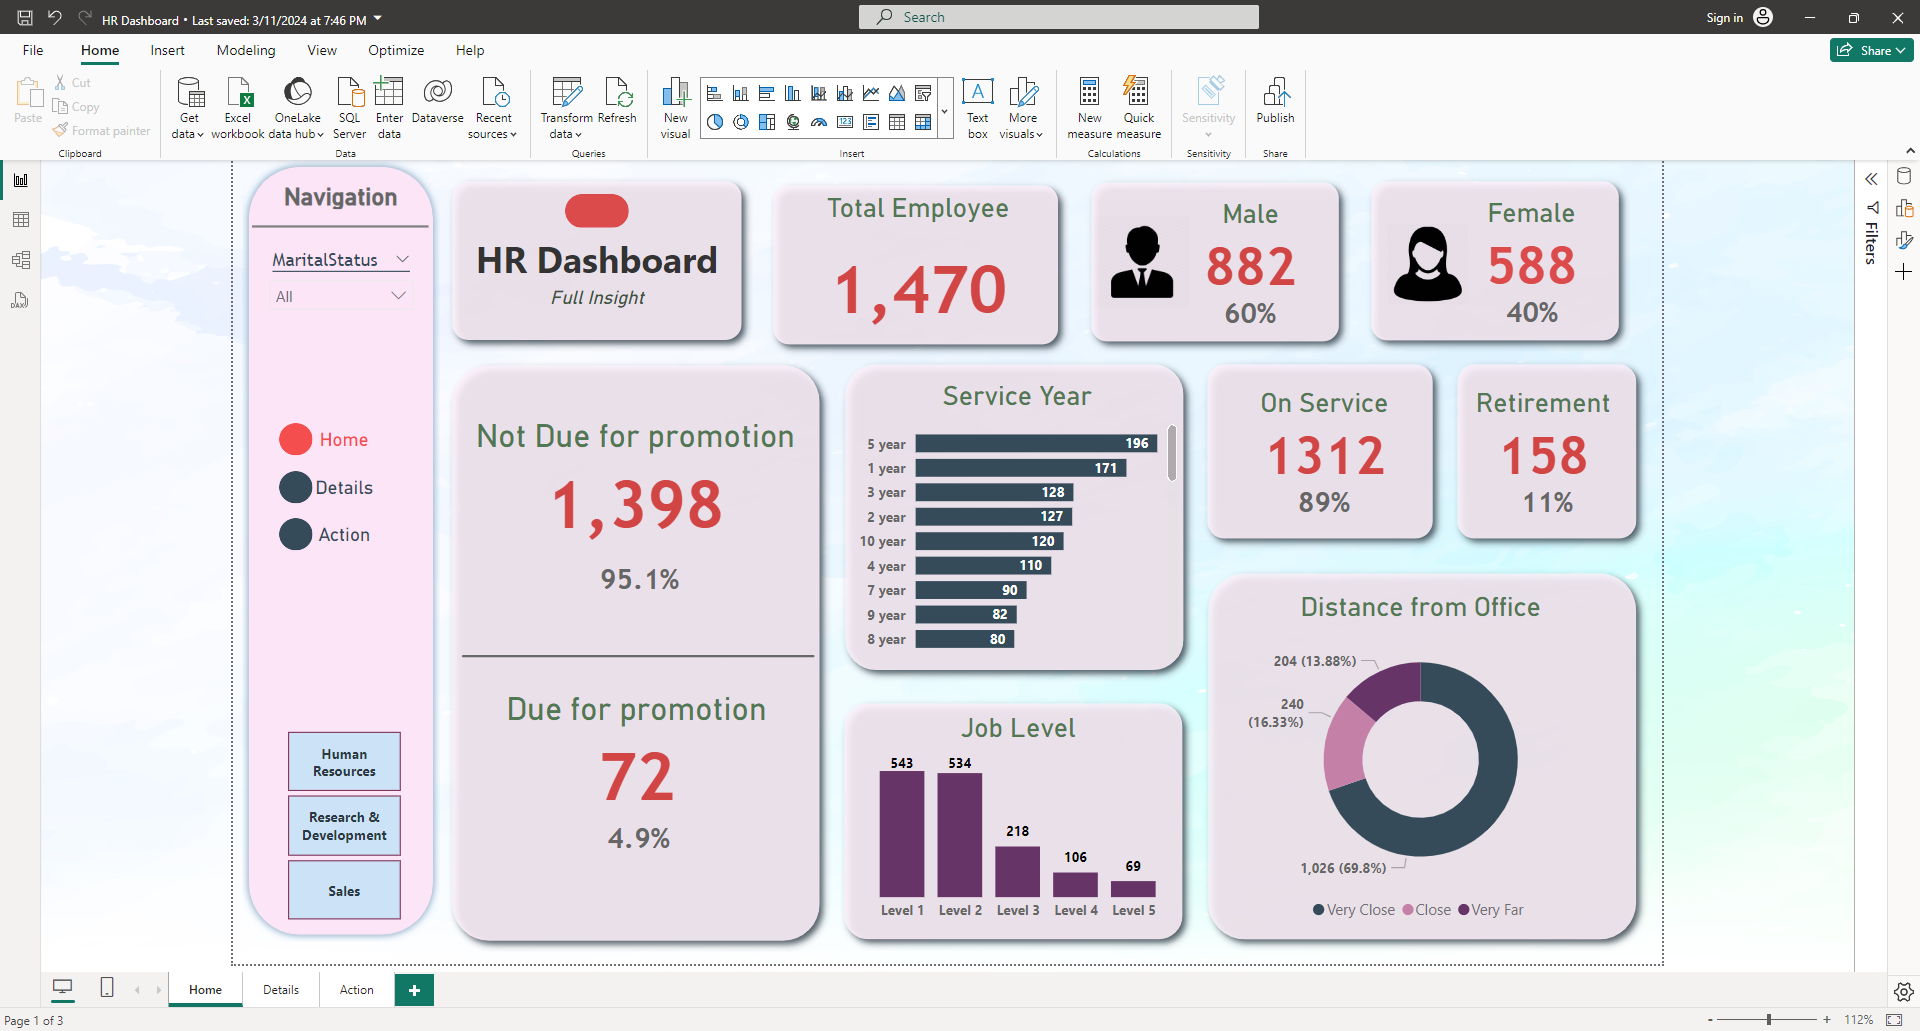 HR Dashboard • Last saved: 3/11/2024 at 7:46 PM
Search
Sign in
File
Home
Insert
Modeling
View
Optimize
Help
Share
Paste
Cut
Copy
Format painter
Clipboard
Get
data
Excel
workbook
OneLake
data hub
SQL
Server
Enter
data
Dataverse
Recent
sources
Data
Transform
data
Refresh
Queries
New
visual
Text
box
More
visuals
Insert
New
measure
Quick
measure
Calculations
Sensitivity
Sensitivity
Publish
Share
Navigation
MaritalStatus
All
Home
Details
Action
Human
Resources
Research &
Development
Sales
HR Dashboard
Full Insight
Total Employee
1,470
Male
882
60%
Female
588
40%
Not Due for promotion
1,398
95.1%
Due for promotion
72
4.9%
Service Year
5 year 196
1 year 171
3 year 128
2 year 127
10 year 120
4 year 110
7 year 90
9 year 82
8 year 80
On Service
1312
89%
Retirement
158
11%
Job Level
543 534 218 106 69
Level 1 Level 2 Level 3 Level 4 Level 5
Distance from Office
204 (13.88%)
240
(16.33%)
1,026 (69.8%)
Very Close Close Very Far
Filters
Home
Details
Action
Page 1 of 3
112%